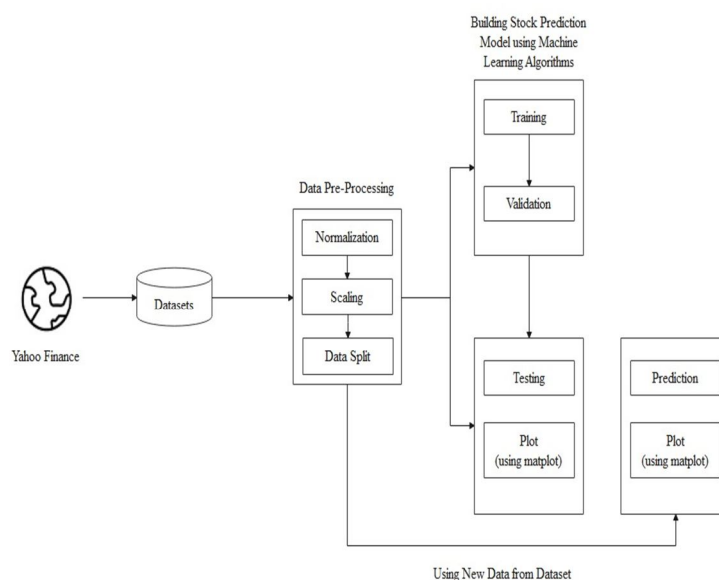 Building Stock Prediction
Model using Machine
Learning Algorithms
Training
Validation
Data Pre-Processing
Normalization
Scaling
Data Split
Datasets
Yahoo Finance
Testing
Plot
(using matplot)
Prediction
Plot
(using matplot)
Using New Data from Dataset